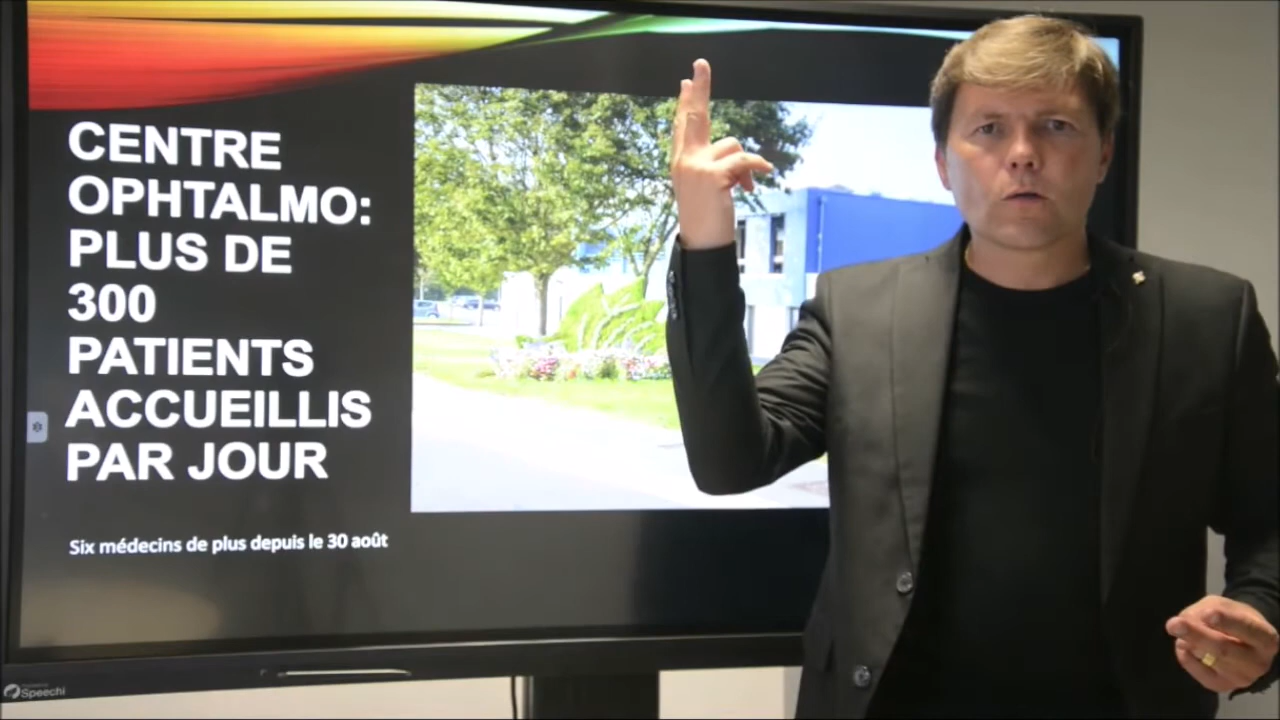 CENTRE
OPHTALMO:
PLUS DE
300
PATIENTS
ACCUEILLIS
PAR JOUR
Six médecins de plus depuis le 30 août
Speechi